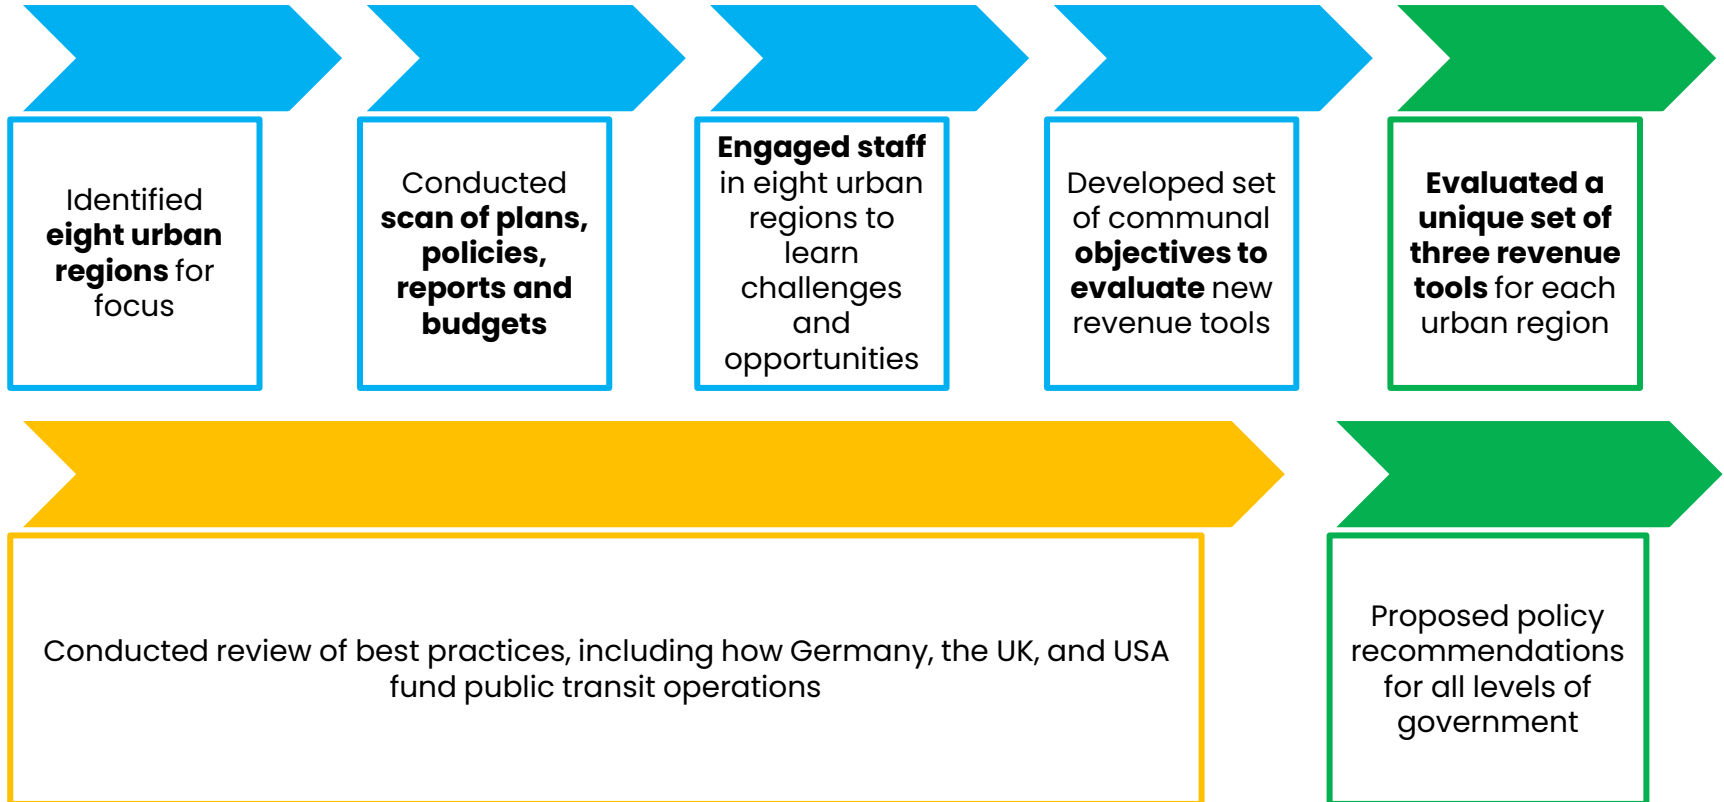 Identified
eight urban
regions for
focus
Conducted
scan of plans,
policies,
reports and
budgets
Engaged staff
in eight urban
regions to
learn
challenges
and
opportunities
Developed set
of communal
objectives to
evaluate new
revenue tools
Evaluated a
unique set of
three revenue
tools for each
urban region
Conducted review of best practices, including how Germany, the UK, and USA
fund public transit operations
Proposed policy
recommendations
for all levels of
government